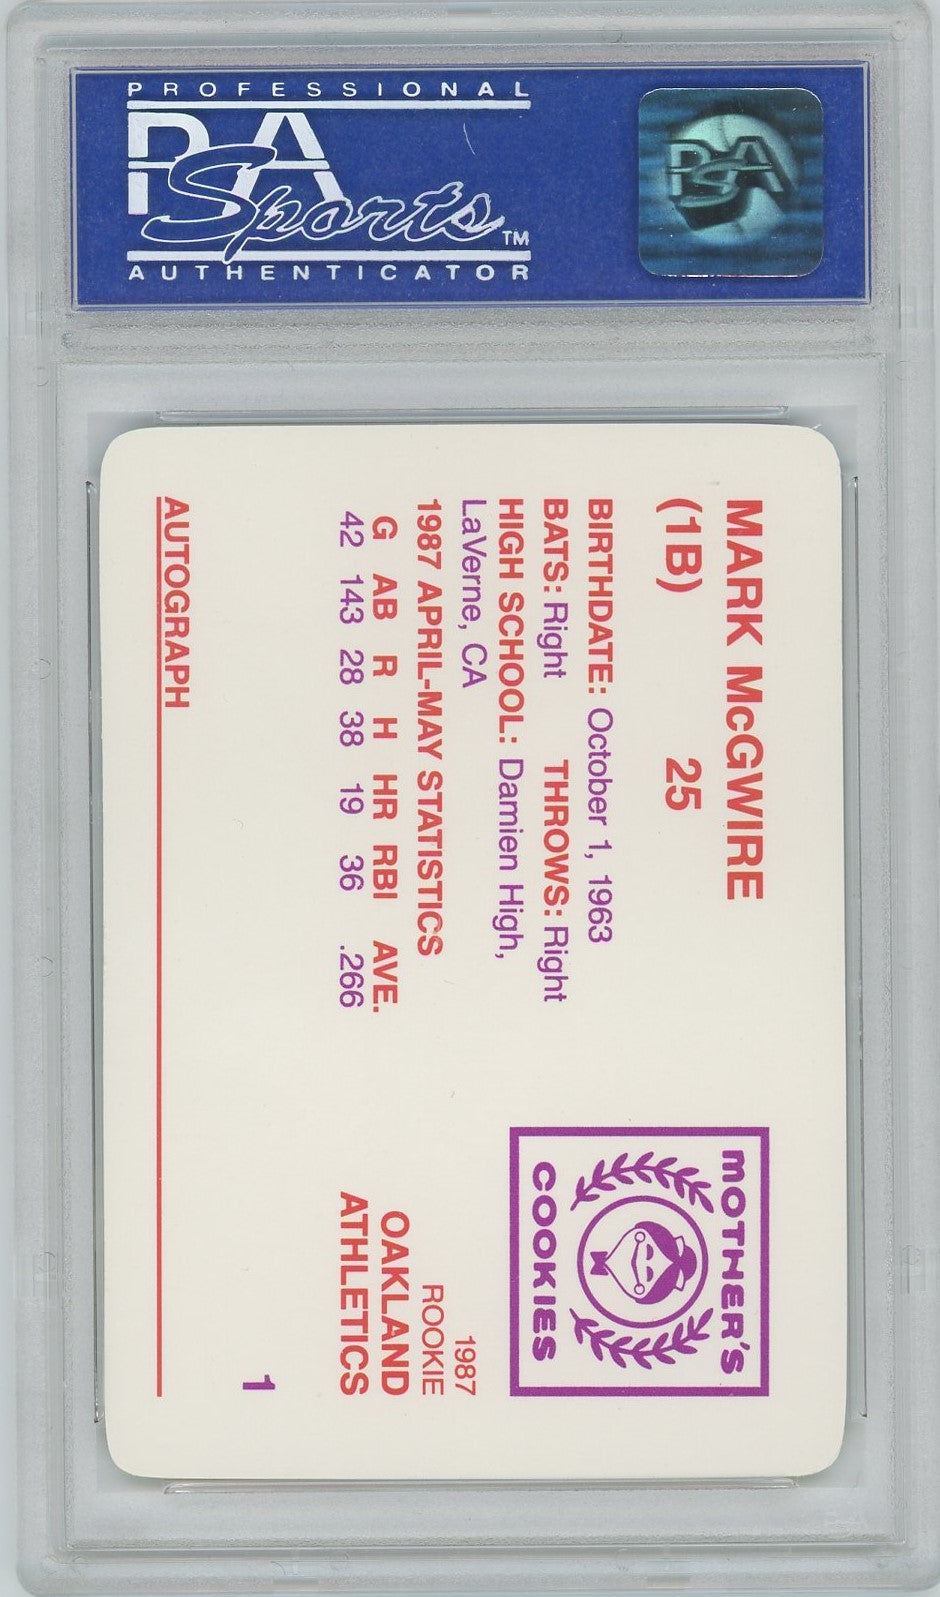 PROFESSIONAL
PSA
Sports™
AUTHENTICATOR
PSA
MARK McGWIRE
(1B) 25
BIRTHDATE: October 1, 1963
BATS: Right THROWS: Right
HIGH SCHOOL: Damien High,
LaVerne, CA
1987 APRIL-MAY STATISTICS
G AB R H HR RBI AVE.
42 143 28 38 19 36 .266
AUTOGRAPH
MOTHER'S
COOKIES
1987
ROOKIE
OAKLAND
ATHLETICS
1